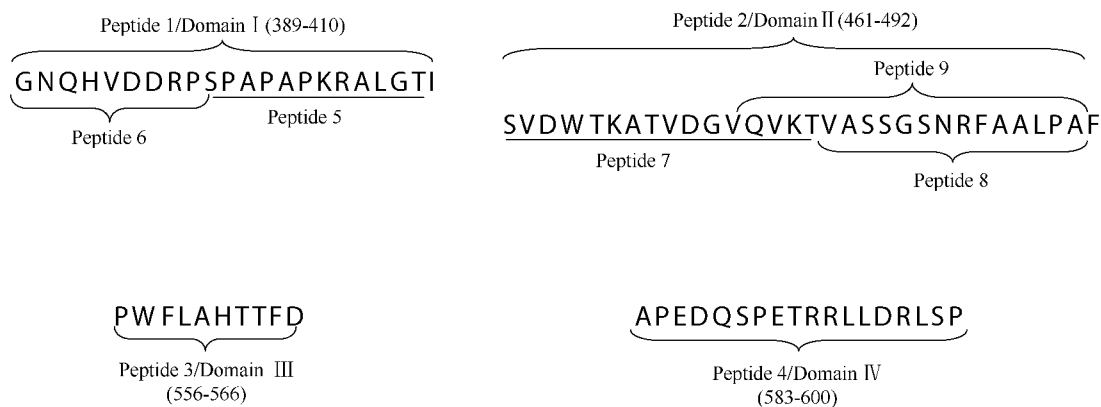 Peptide 1/Domain Ⅰ (389-410)
GNQHVDDRPSPAPAPKRALGTI
Peptide 6
Peptide 5
Peptide 2/Domain Ⅱ (461-492)
Peptide 9
SVDWTKATVDGVQVKTVASSGSNRFAALPAF
Peptide 7
Peptide 8
PWFLAHTTFD
Peptide 3/Domain Ⅲ
(556-566)
APEDQSPETRRLLDRLSP
Peptide 4/Domain Ⅳ
(583-600)